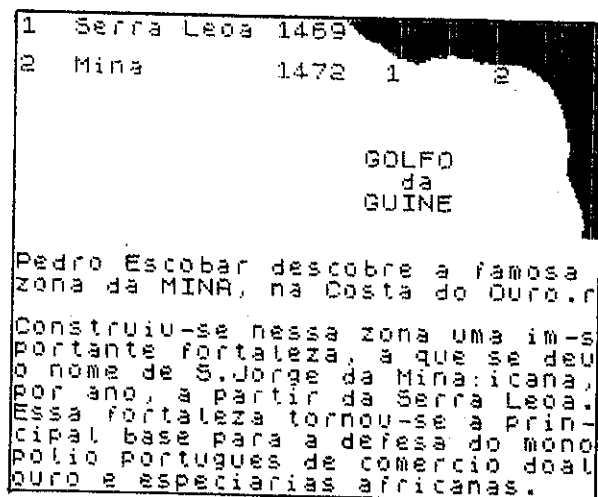 1 Serra Leoa 1469
2 Mina 1472 1 2
GOLFO
da
GUINE
Pedro Escobar descobre a famosa
zona da MINA, na Costa do Ouro.r
Construiu-se nessa zona uma im-s
portante fortaleza, a que se deu
o nome de S.Jorge da Mina:icana,
por ano, a partir da Serra Leoa.
Essa fortaleza tornou-se a prin-
cipal base para a defesa do mono
polio portugues de comercio doal
ouro e especiarias africanas.